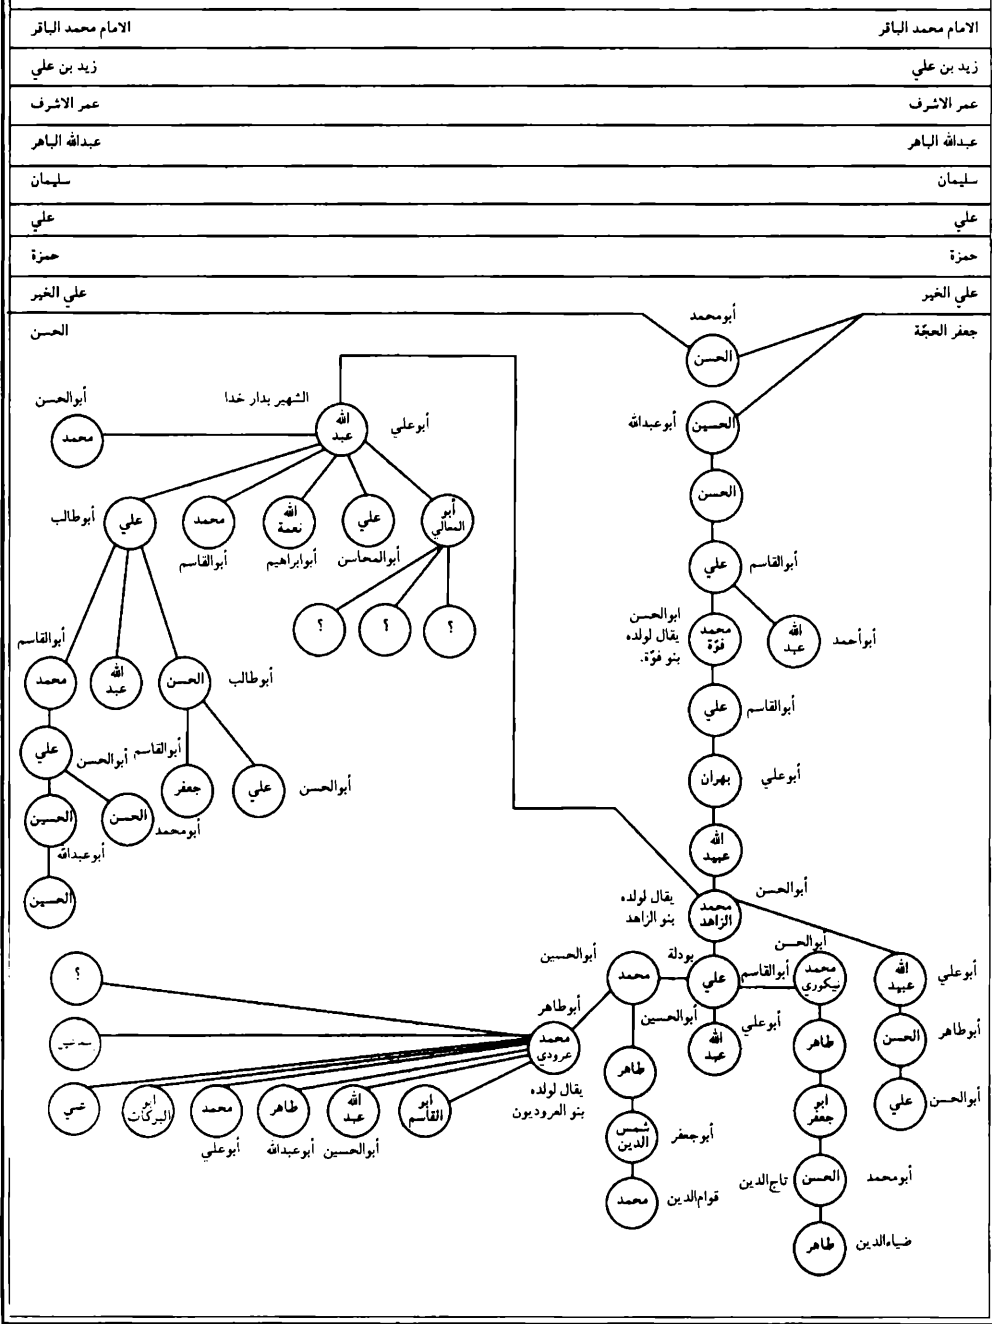 الامام محمد الباقر
الامام محمد الباقر
زيد بن علي
زيد بن علي
عمر الاشرف
عمر الاشرف
عبدالله الباهر
عبدالله الباهر
سليمان
سليمان
علي
علي
حمزة
حمزة
علي الخير
علي الخير
جعفر الحجّة
الحسن
أبومحمد
الحسن
أبوعبدالله
الحسين
الحسن
أبوالقاسم
علي
أبوأحمد
عبد الله
ابوالحسن
يقال لولده
بنو فوّة.
محمد
فوّة
أبوالقاسم
علي
أبوعلي
بهران
عبيد الله
أبوالحسن
محمد
الزاهد
يقال لولده
بنو الزاهد
الشهير بدار خدا
أبوعلي
عبد الله
أبوالحسن
محمد
أبو
المعالي
علي
أبوالمحاسن
نعمة الله
أبوابراهيم
محمد
أبوالقاسم
علي
أبوطالب
؟
؟
؟
أبوطالب
الحسن
عبد الله
أبوالقاسم
محمد
أبوالحسن
علي
أبوالقاسم
جعفر
أبوالحسن
علي
أبومحمد
الحسن
الحسين
أبوعبدالله
الحسين
أبوعلي
عبيد الله
أبوطاهر
الحسن
أبوالحسن
علي
أبوالحسن
محمد
نيكوري
طاهر
ابو
جعفر
أبومحمد
الحسن
تاج‌الدين
ضياءالدين
طاهر
أبوالقاسم
علي
بودلة
أبوعلي
عبد الله
أبوالحسين
محمد
أبوالحسين
طاهر
أبوجعفر
شمس
الدين
قوام‌الدين
محمد
أبوطاهر
محمد
عرودي
يقال لولده
بنو العروديون
ابو
القاسم
عبد الله
أبوالحسين
طاهر
أبوعبدالله
محمد
أبوعلي
ابو
البركات
؟